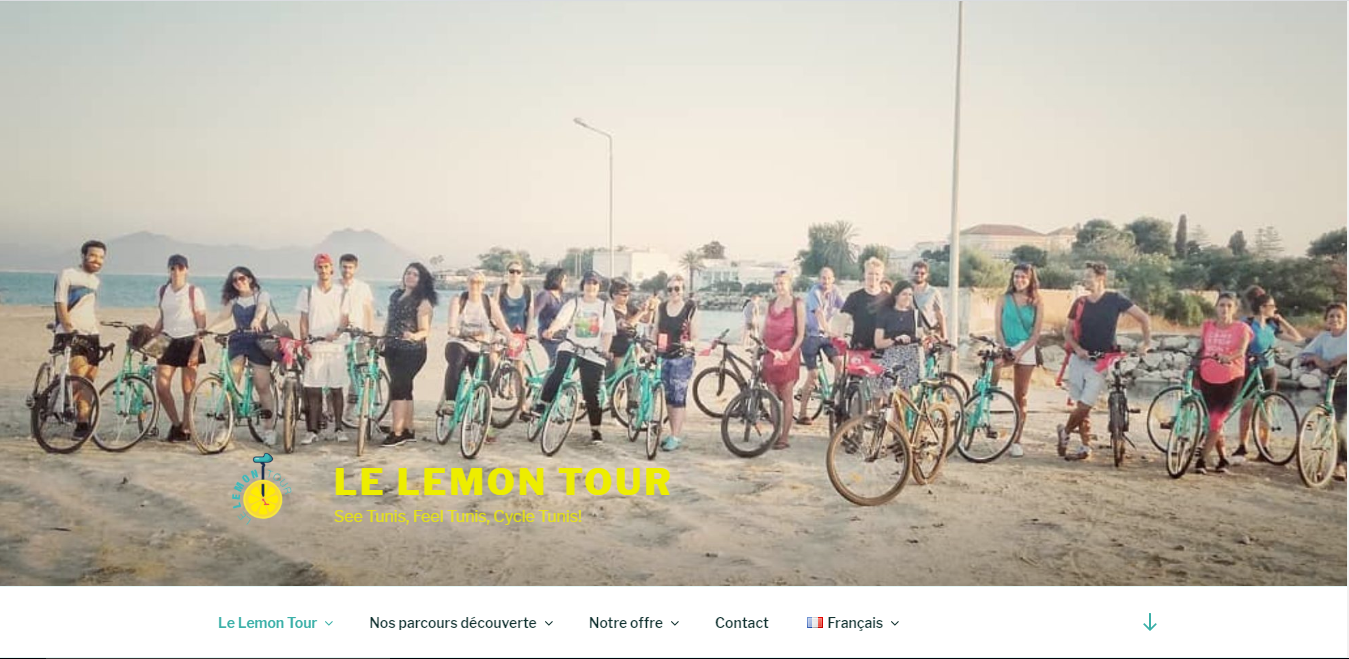 LEMON
LE LEMON TOUR
See Tunis, Feel Tunis, Cycle Tunis!
Le Lemon Tour
Nos parcours découverte
Notre offre
Contact
Français